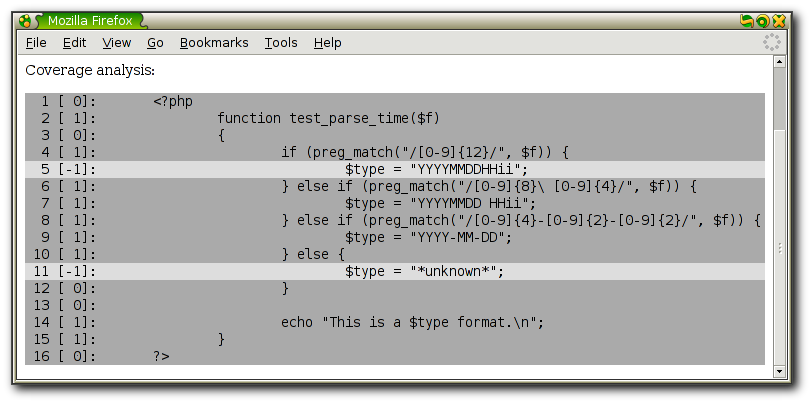 Mozilla Firefox
File Edit View Go Bookmarks Tools Help
Coverage analysis:
1 [ 0]: <?php
2 [ 1]: function test_parse_time($f)
3 [ 0]: {
4 [ 1]: if (preg_match("/[0-9]{12}/", $f)) {
5 [-1]: $type = "YYYYMMDDHHii";
6 [ 1]: } else if (preg_match("/[0-9]{8}\ [0-9]{4}/", $f)) {
7 [ 1]: $type = "YYYYMMDD HHii";
8 [ 1]: } else if (preg_match("/[0-9]{4}-[0-9]{2}-[0-9]{2}/", $f)) {
9 [ 1]: $type = "YYYY-MM-DD";
10 [ 1]: } else {
11 [-1]: $type = "*unknown*";
12 [ 0]: }
13 [ 0]:
14 [ 1]: echo "This is a $type format.\n";
15 [ 1]: }
16 [ 0]: ?>